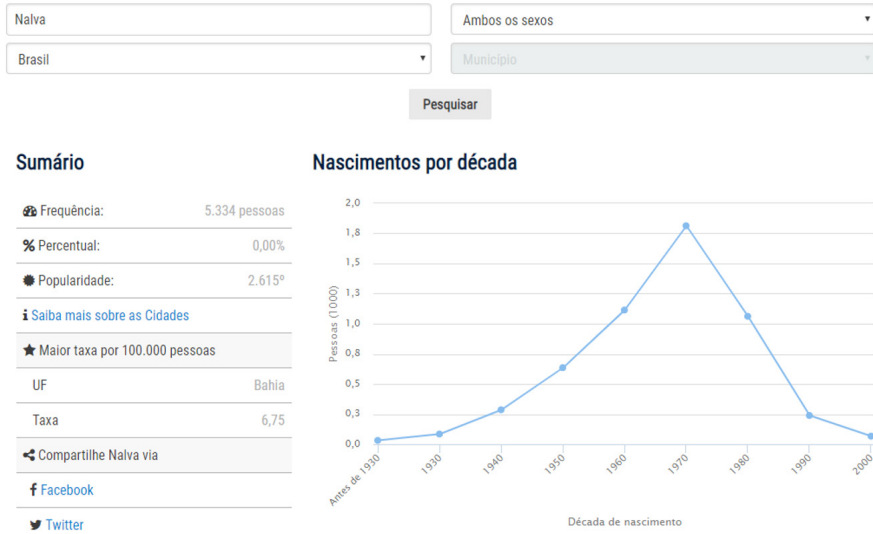 Nalva
Ambos os sexos
Brasil
Município
Pesquisar
Sumário
Frequência: 5.334 pessoas
Percentual: 0,00%
Popularidade: 2.615º
Saiba mais sobre as Cidades
Maior taxa por 100.000 pessoas
UF Bahia
Taxa 6,75
Compartilhe Nalva via
Facebook
Twitter
Nascimentos por década
Pessoas (1000)
2,0
1,8
1,5
1,3
1,0
0,8
0,5
0,3
0,0
Antes de 1930 1930 1940 1950 1960 1970 1980 1990 2000
Década de nascimento